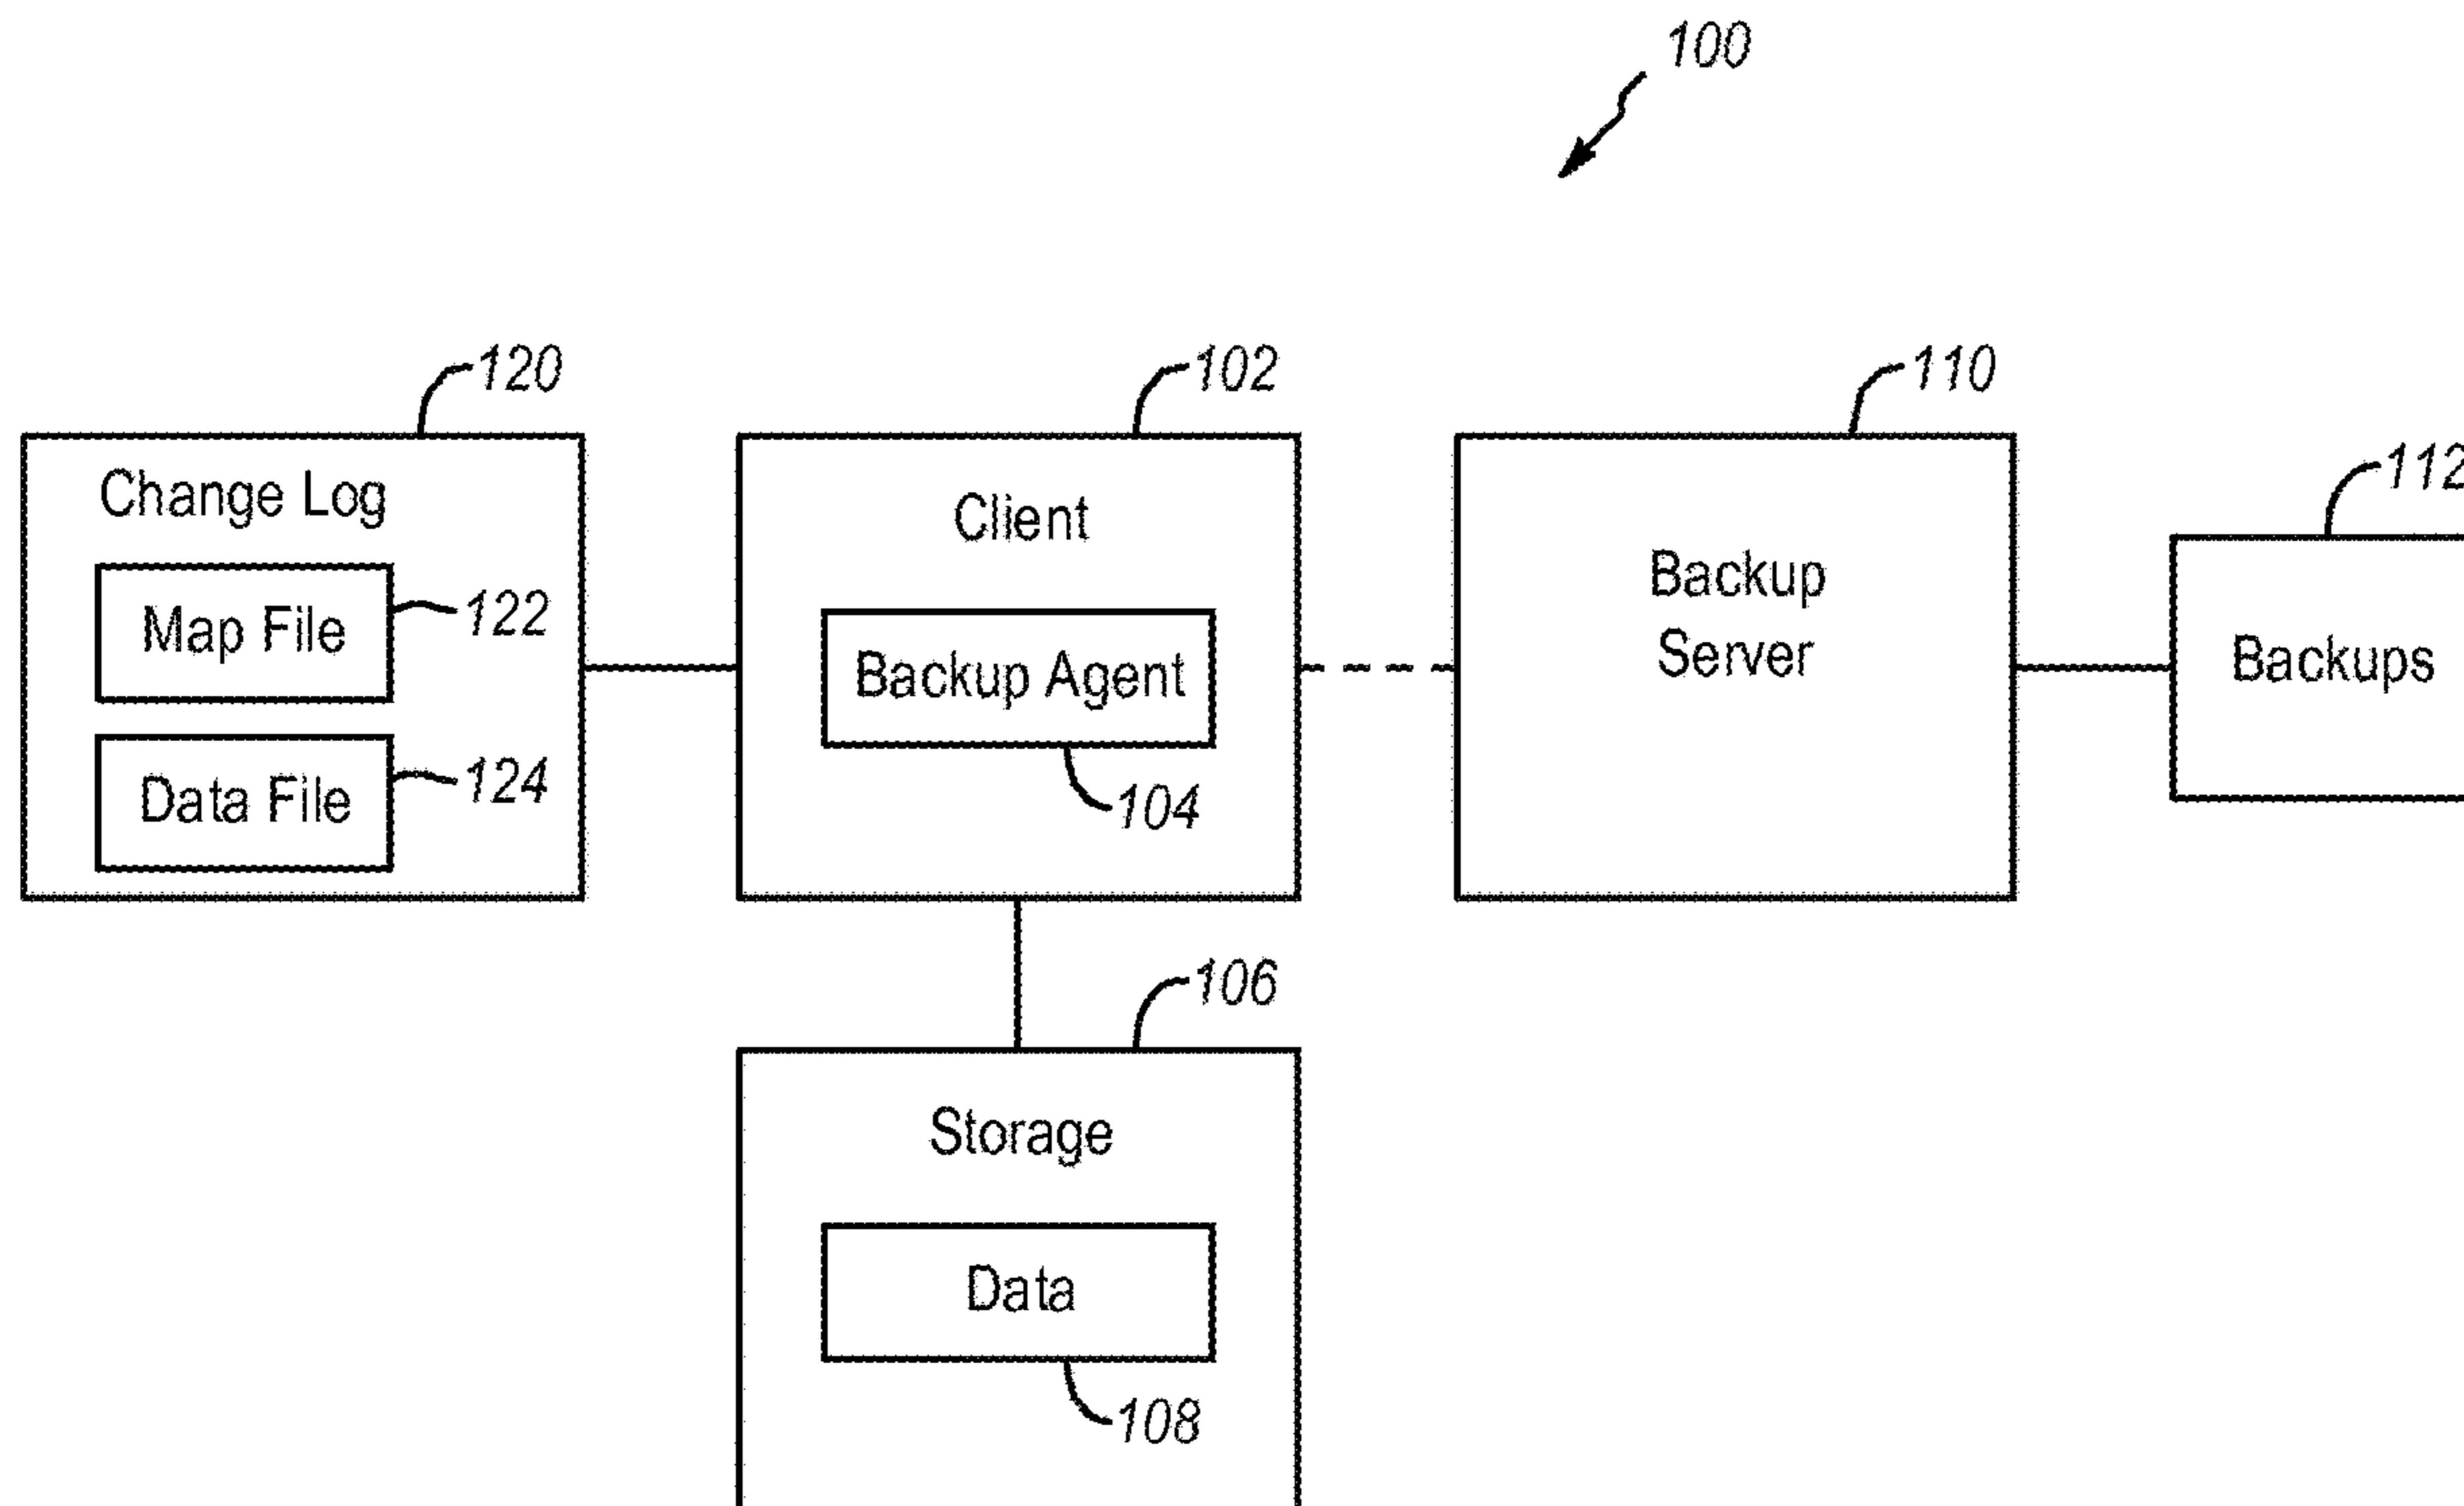 100
120
102
110
112
Change Log
Client
Backup
Server
Map File
122
Backup Agent
Backups
Data File
124
104
106
Storage
Data
108